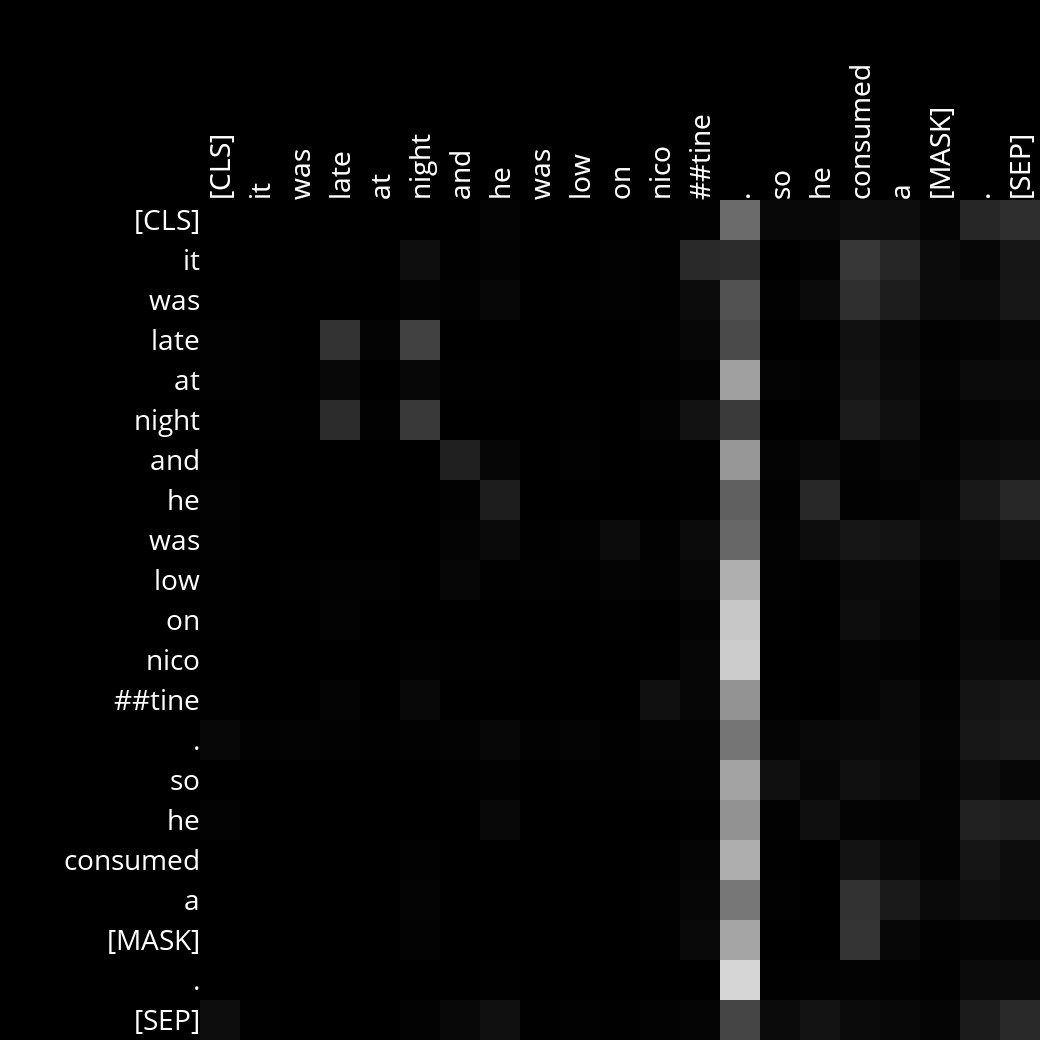 [CLS] it was late at night and he was low on nico ##tine . so he consumed a [MASK] . [SEP]
[CLS]
it
was
late
at
night
and
he
was
low
on
nico
##tine
.
so
he
consumed
a
[MASK]
.
[SEP]